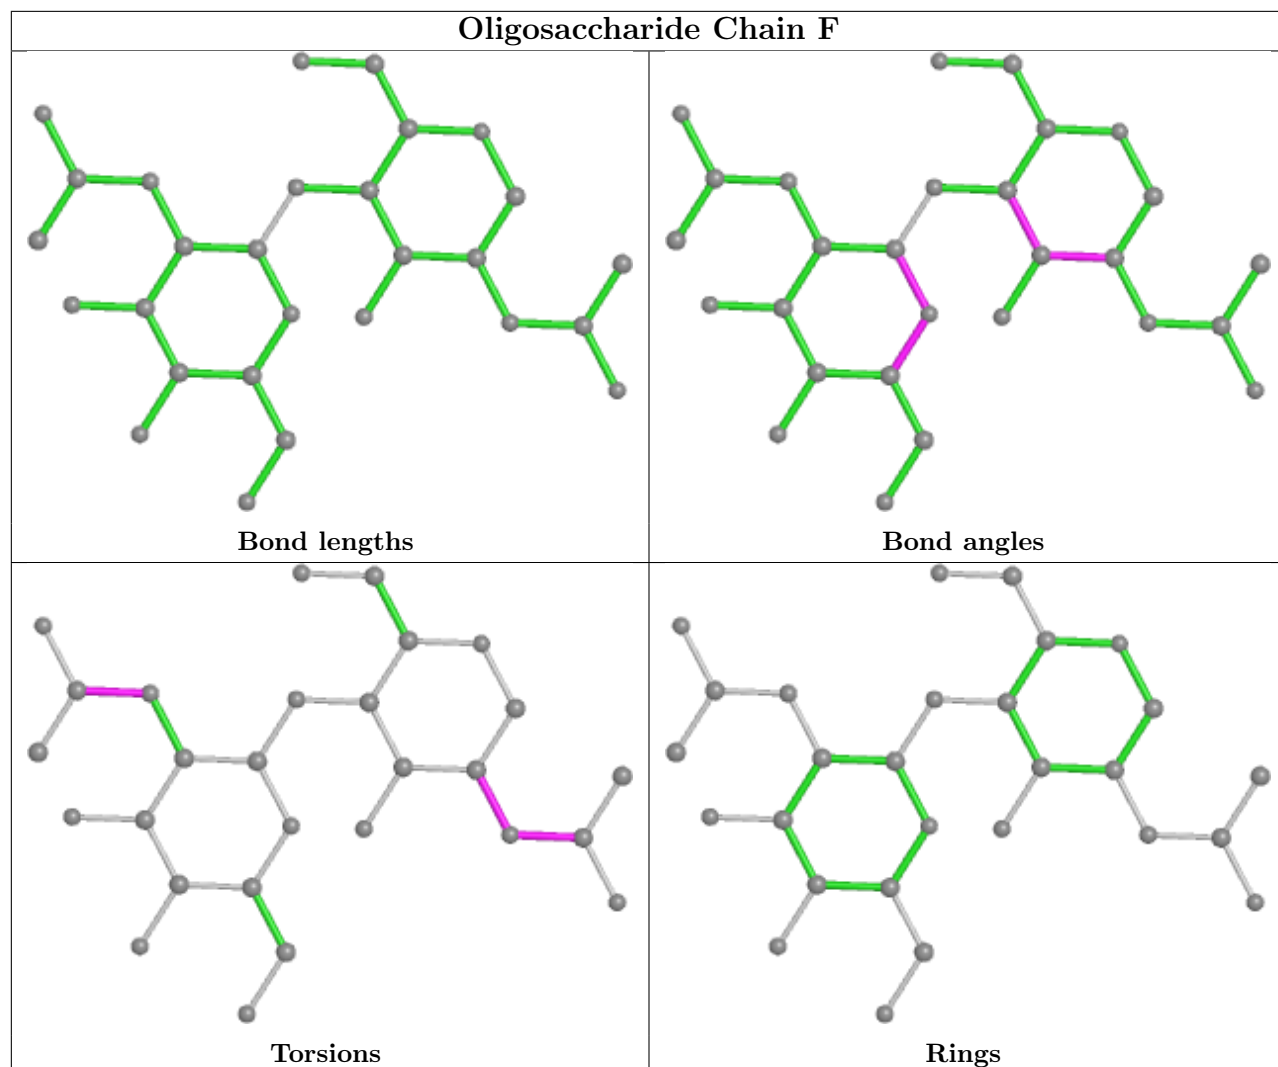 Oligosaccharide Chain F
Bond lengths
Bond angles
Torsions
Rings